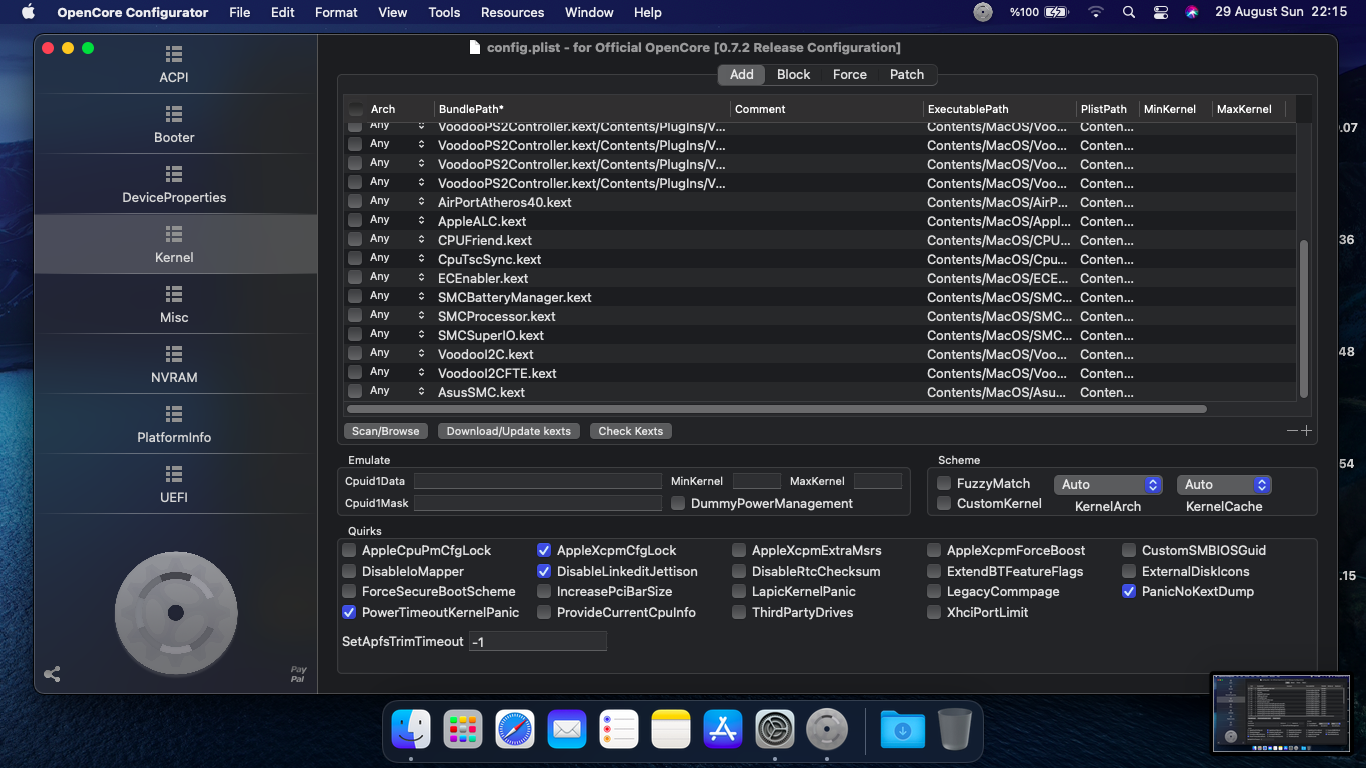 OpenCore Configurator File Edit Format View Tools Resources Window Help %100 29 August Sun 22:15
config.plist - for Official OpenCore [0.7.2 Release Configuration]
ACPI
Booter
DeviceProperties
Kernel
Misc
NVRAM
PlatformInfo
UEFI
Pay
Pal
Add Block Force Patch
Arch BundlePath* Comment ExecutablePath PlistPath MinKernel MaxKernel
Any VoodooPS2Controller.kext/Contents/PlugIns/V... Contents/MacOS/Voo... Conten...
Any VoodooPS2Controller.kext/Contents/PlugIns/V... Contents/MacOS/Voo... Conten...
Any VoodooPS2Controller.kext/Contents/PlugIns/V... Contents/MacOS/Voo... Conten...
Any VoodooPS2Controller.kext/Contents/PlugIns/V... Contents/MacOS/Voo... Conten...
Any AirPortAtheros40.kext Contents/MacOS/AirP... Conten...
Any AppleALC.kext Contents/MacOS/Appl... Conten...
Any CPUFriend.kext Contents/MacOS/CPU... Conten...
Any CpuTscSync.kext Contents/MacOS/Cpu... Conten...
Any ECEnabler.kext Contents/MacOS/ECE... Conten...
Any SMCBatteryManager.kext Contents/MacOS/SMC... Conten...
Any SMCProcessor.kext Contents/MacOS/SMC... Conten...
Any SMCSuperIO.kext Contents/MacOS/SMC... Conten...
Any VoodooI2C.kext Contents/MacOS/Voo... Conten...
Any VoodooI2CFTE.kext Contents/MacOS/Voo... Conten...
Any AsusSMC.kext Contents/MacOS/Asu... Conten...
Scan/Browse Download/Update kexts Check Kexts
Emulate
Cpuid1Data MinKernel MaxKernel
Cpuid1Mask DummyPowerManagement
Scheme
FuzzyMatch Auto Auto
CustomKernel KernelArch KernelCache
Quirks
AppleCpuPmCfgLock AppleXcpmCfgLock AppleXcpmExtraMsrs AppleXcpmForceBoost CustomSMBIOSGuid
DisableIoMapper DisableLinkeditJettison DisableRtcChecksum ExtendBTFeatureFlags ExternalDiskIcons
ForceSecureBootScheme IncreasePciBarSize LapicKernelPanic LegacyCommpage PanicNoKextDump
PowerTimeoutKernelPanic ProvideCurrentCpuInfo ThirdPartyDrives XhciPortLimit
SetApfsTrimTimeout -1
.07
36
48
54
.15